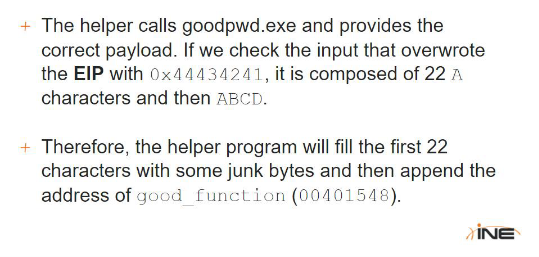 + The helper calls goodpwd.exe and provides the
correct payload. If we check the input that overwrote
the EIP with 0x44434241, it is composed of 22 A
characters and then ABCD.
+ Therefore, the helper program will fill the first 22
characters with some junk bytes and then append the
address of good_function (00401548).
INE